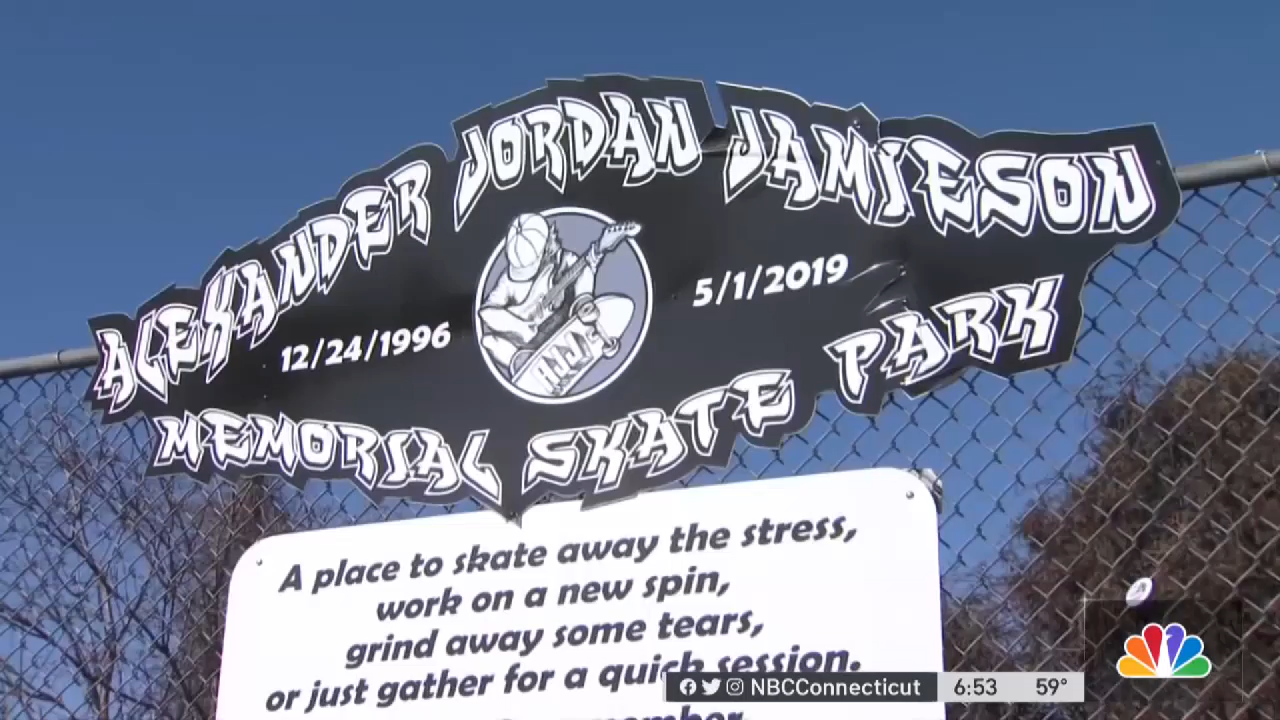 ALEXANDER JORDAN JAMIESON
12/24/1996
5/1/2019
AJJ
MEMORIAL SKATE PARK
A place to skate away the stress,
work on a new spin,
grind away some tears,
or just gather for a quick session.
NBCConnecticut 6:53 59°